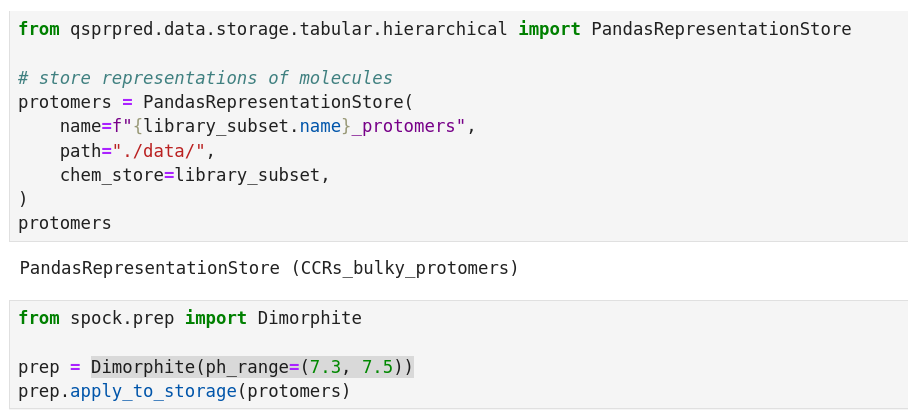 from qsprpred.data.storage.tabular.hierarchical import PandasRepresentationStore
# store representations of molecules
protomers = PandasRepresentationStore(
    name=f"{library_subset.name}_protomers",
    path="./data/",
    chem_store=library_subset,
)
protomers
PandasRepresentationStore (CCRs_bulky_protomers)
from spock.prep import Dimorphite
prep = Dimorphite(ph_range=(7.3, 7.5))
prep.apply_to_storage(protomers)